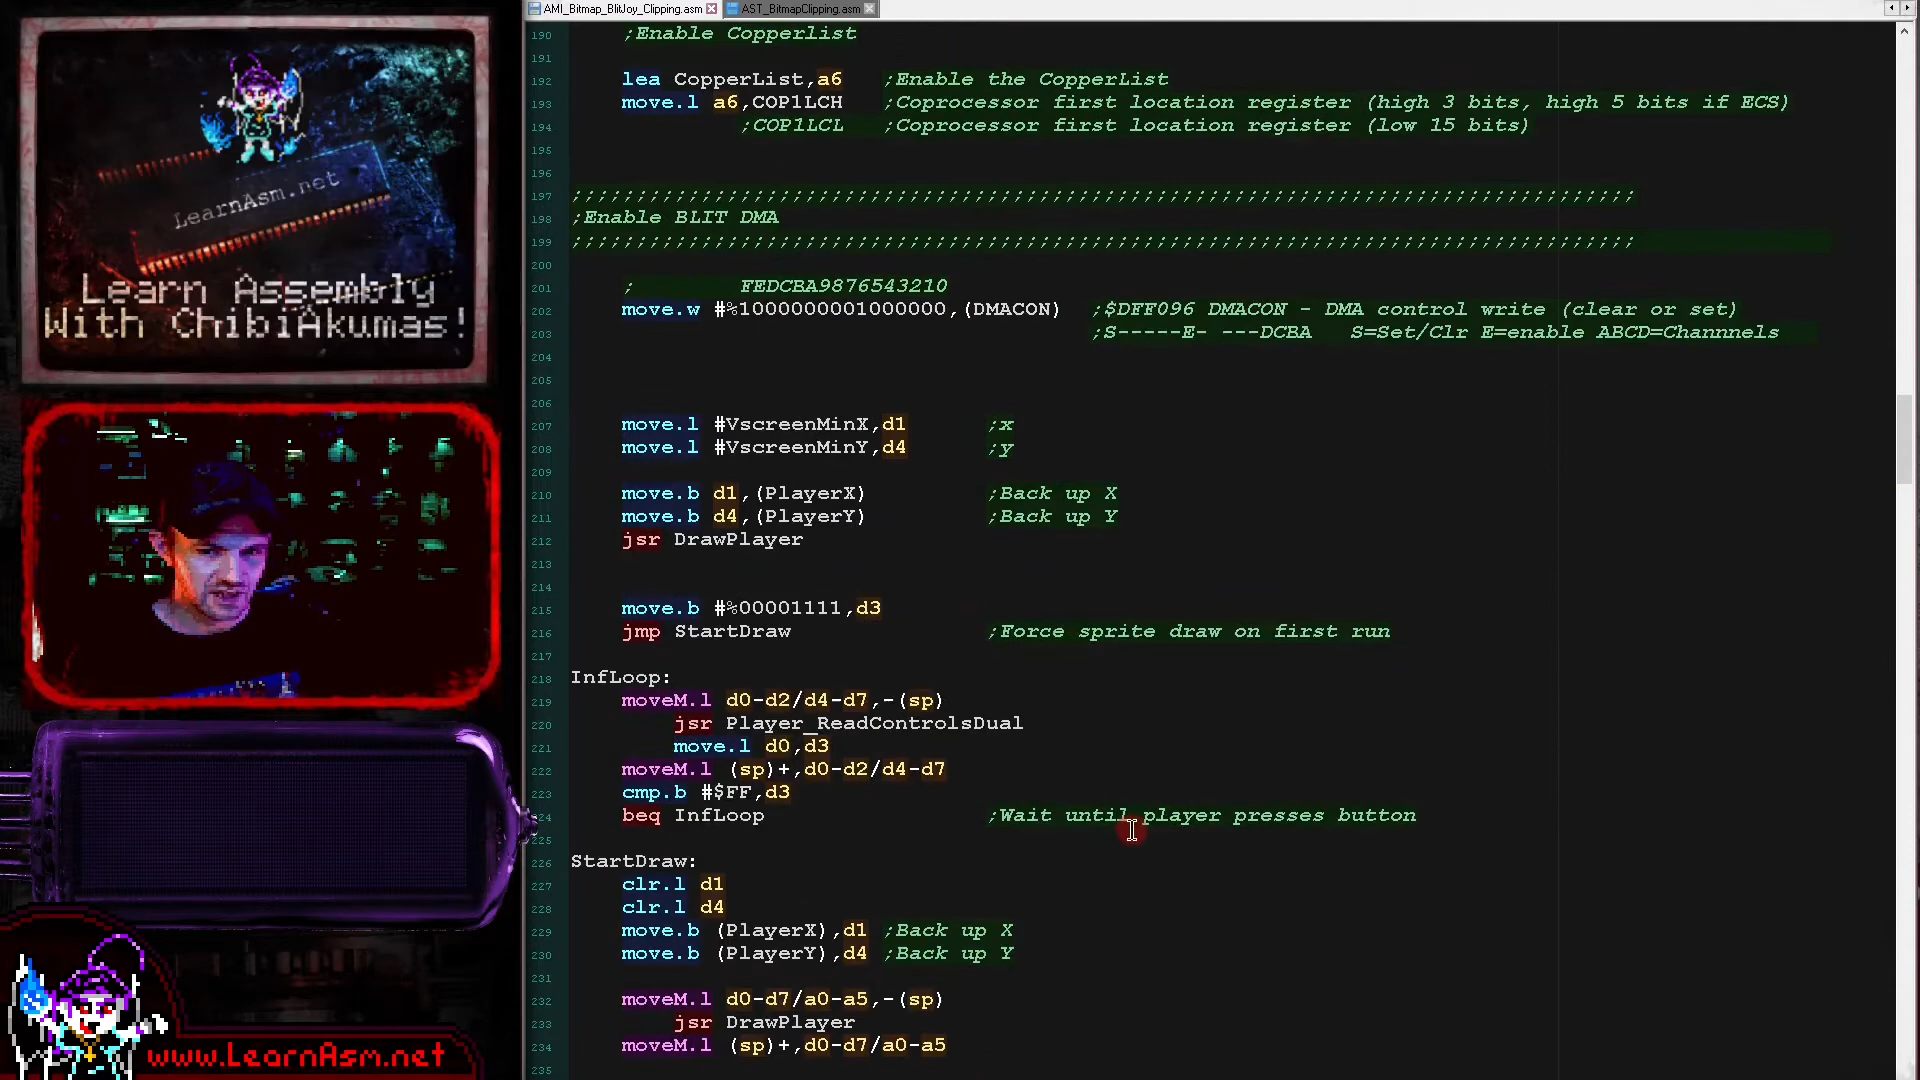 AMI_Bitmap_BlitJoy_Clipping.asm
AST_BitmapClipping.asm
LearnAsm.net
Learn Assembly
With ChibiAkumas!
www.LearnAsm.net
190 ;Enable Copperlist
191
192 lea CopperList,a6 ;Enable the CopperList
193 move.l a6,COP1LCH ;Coprocessor first location register (high 3 bits, high 5 bits if ECS)
194 ;COP1LCL ;Coprocessor first location register (low 15 bits)
195
196
197 ;;;;;;;;;;;;;;;;;;;;;;;;;;;;;;;;;;;;;;;;;;;;;;;;;;;;;;;;;;;;;;;;;;;;;;;;;;;;;;;;;;
198 ;Enable BLIT DMA
199 ;;;;;;;;;;;;;;;;;;;;;;;;;;;;;;;;;;;;;;;;;;;;;;;;;;;;;;;;;;;;;;;;;;;;;;;;;;;;;;;;;;
200
201 ; FEDCBA9876543210
202 move.w #%1000000001000000,(DMACON) ;$DFF096 DMACON - DMA control write (clear or set)
203 ;S-----E- ---DCBA S=Set/Clr E=enable ABCD=Channnels
204
205
206
207 move.l #VscreenMinX,d1 ;x
208 move.l #VscreenMinY,d4 ;y
209
210 move.b d1,(PlayerX) ;Back up X
211 move.b d4,(PlayerY) ;Back up Y
212 jsr DrawPlayer
213
214
215 move.b #%00001111,d3
216 jmp StartDraw ;Force sprite draw on first run
217
218 InfLoop:
219 moveM.l d0-d2/d4-d7,-(sp)
220 jsr Player_ReadControlsDual
221 move.l d0,d3
222 moveM.l (sp)+,d0-d2/d4-d7
223 cmp.b #$FF,d3
224 beq InfLoop ;Wait until player presses button
225
226 StartDraw:
227 clr.l d1
228 clr.l d4
229 move.b (PlayerX),d1 ;Back up X
230 move.b (PlayerY),d4 ;Back up Y
231
232 moveM.l d0-d7/a0-a5,-(sp)
233 jsr DrawPlayer
234 moveM.l (sp)+,d0-d7/a0-a5
235